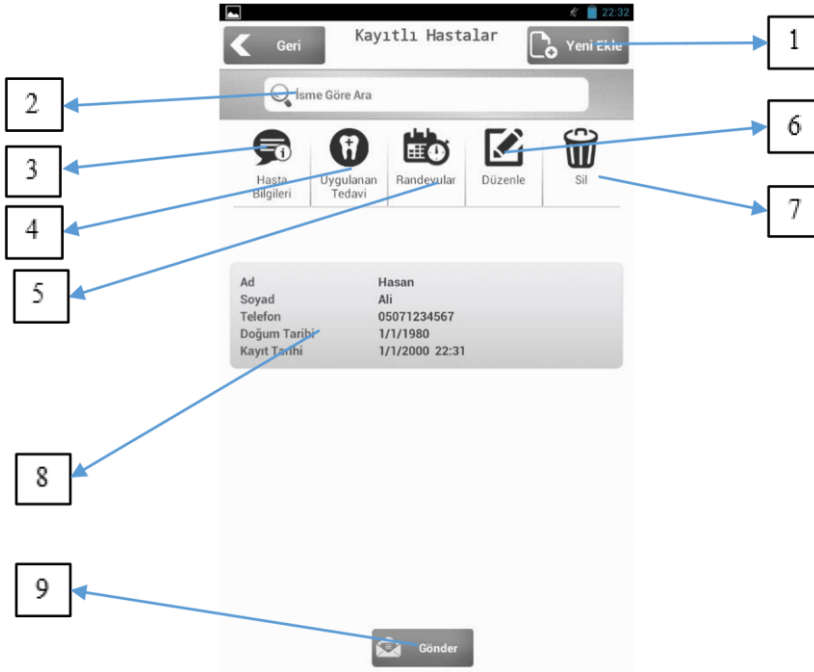 22:32
Geri
Kayıtlı Hastalar
Yeni Ekle
1
2
İsme Göre Ara
6
3
Hasta
Bilgileri
Uygulanan
Tedavi
Randevular
Düzenle
Sil
4
7
5
Ad Hasan
Soyad Ali
Telefon 05071234567
Doğum Tarihi 1/1/1980
Kayıt Tarihi 1/1/2000 22:31
8
9
Gönder